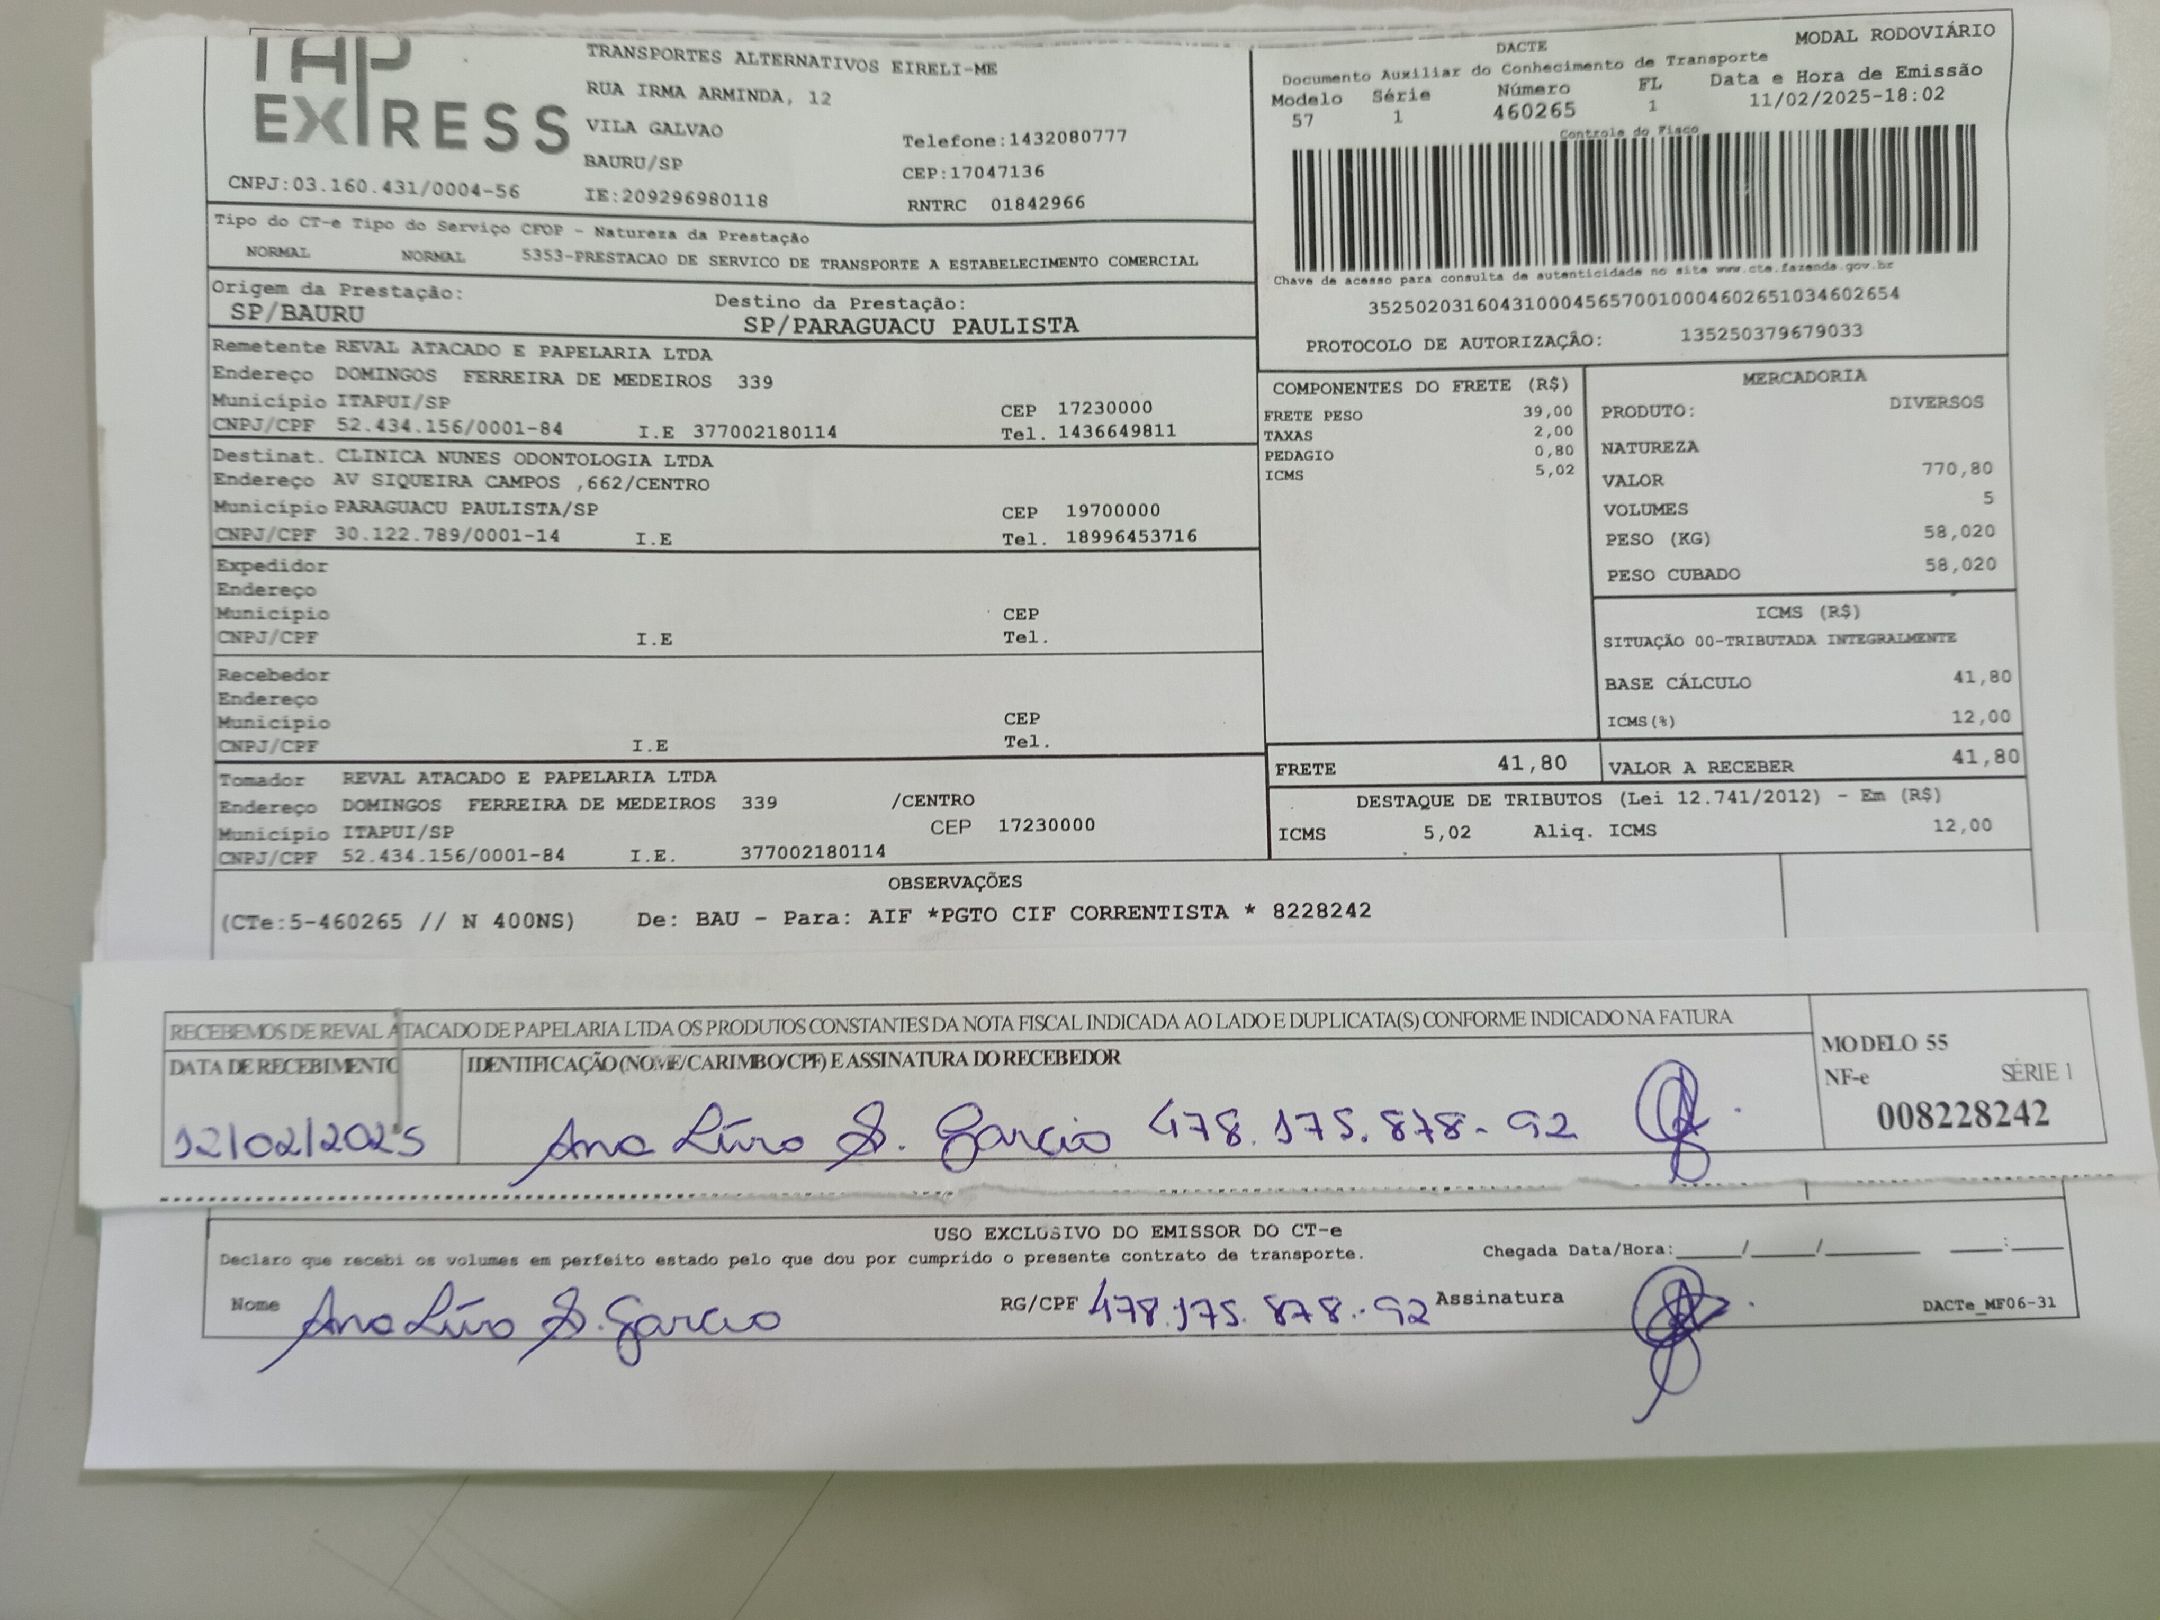 TAP
EXPRESS
CNPJ:03.160.431/0004-56
TRANSPORTES ALTERNATIVOS EIRELI-ME
RUA IRMA ARMINDA, 12
VILA GALVAO
BAURU/SP
IE:209296980118
Telefone:1432080777
CEP:17047136
RNTRC 01842966
DACTE
MODAL RODOVIÁRIO
Documento Auxiliar do Conhecimento de Transporte
Modelo Série Número FL Data e Hora de Emissão
57 1 460265 1 11/02/2025-18:02
Controle do Fisco
Chave de acesso para consulta de autenticidade no site www.cte.fazenda.gov.br
35250203160431000456570010004602651034602654
PROTOCOLO DE AUTORIZAÇÃO: 135250379679033
Tipo do CT-e Tipo do Serviço CFOP - Natureza da Prestação
NORMAL NORMAL 5353-PRESTACAO DE SERVICO DE TRANSPORTE A ESTABELECIMENTO COMERCIAL
Origem da Prestação: Destino da Prestação:
SP/BAURU SP/PARAGUACU PAULISTA
Remetente REVAL ATACADO E PAPELARIA LTDA
Endereço DOMINGOS FERREIRA DE MEDEIROS 339
Município ITAPUI/SP CEP 17230000
CNPJ/CPF 52.434.156/0001-84 I.E 377002180114 Tel. 1436649811
Destinat. CLINICA NUNES ODONTOLOGIA LTDA
Endereço AV SIQUEIRA CAMPOS ,662/CENTRO
Município PARAGUACU PAULISTA/SP CEP 19700000
CNPJ/CPF 30.122.789/0001-14 I.E Tel. 18996453716
Expedidor
Endereço
Município CEP
CNPJ/CPF I.E Tel.
Recebedor
Endereço
Município CEP
CNPJ/CPF I.E Tel.
Tomador REVAL ATACADO E PAPELARIA LTDA
Endereço DOMINGOS FERREIRA DE MEDEIROS 339 /CENTRO
Município ITAPUI/SP CEP 17230000
CNPJ/CPF 52.434.156/0001-84 I.E. 377002180114
COMPONENTES DO FRETE (R$)
FRETE PESO 39,00
TAXAS 2,00
PEDAGIO 0,80
ICMS 5,02
MERCADORIA
PRODUTO: DIVERSOS
NATUREZA
VALOR 770,80
VOLUMES 5
PESO (KG) 58,020
PESO CUBADO 58,020
ICMS (R$)
SITUAÇÃO 00-TRIBUTADA INTEGRALMENTE
BASE CÁLCULO 41,80
ICMS(%) 12,00
FRETE 41,80 VALOR A RECEBER 41,80
DESTAQUE DE TRIBUTOS (Lei 12.741/2012) - Em (R$)
ICMS 5,02 Aliq. ICMS 12,00
OBSERVAÇÕES
(CTe:5-460265 // N 400NS) De: BAU - Para: AIF *PGTO CIF CORRENTISTA * 8228242
RECEBEMOS DE REVAL ATACADO DE PAPELARIA LTDA OS PRODUTOS CONSTANTES DA NOTA FISCAL INDICADA AO LADO E DUPLICATA(S) CONFORME INDICADO NA FATURA
DATA DE RECEBIMENTO IDENTIFICAÇÃO (NOME/CARIMBO/CPF) E ASSINATURA DO RECEBEDOR
12/02/2025 Ana Lívia S. Garcia 478.175.878-92
MODELO 55
NF-e SÉRIE 1
008228242
USO EXCLUSIVO DO EMISSOR DO CT-e
Declaro que recebi os volumes em perfeito estado pelo que dou por cumprido o presente contrato de transporte. Chegada Data/Hora:_____/_____/________ ____:____
Nome Ana Lívia S. Garcia RG/CPF 478.175.878-92 Assinatura
DACTe_MF06-31